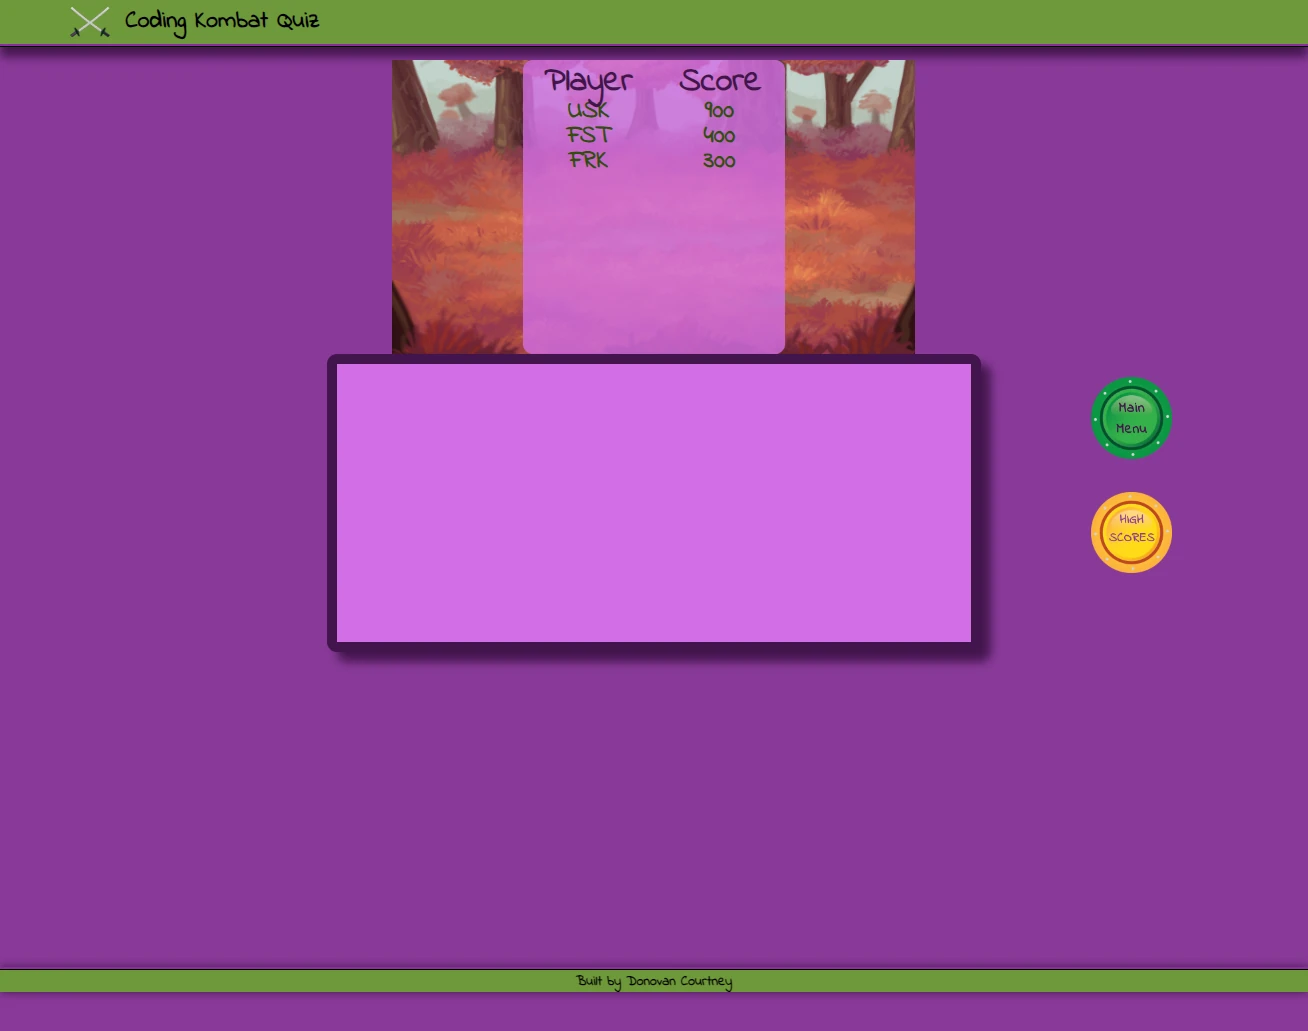 Coding Kombat Quiz
Player Score
USK 900
FST 400
FRK 300
Main
Menu
HIGH
SCORES
Built by Donovan Courtney